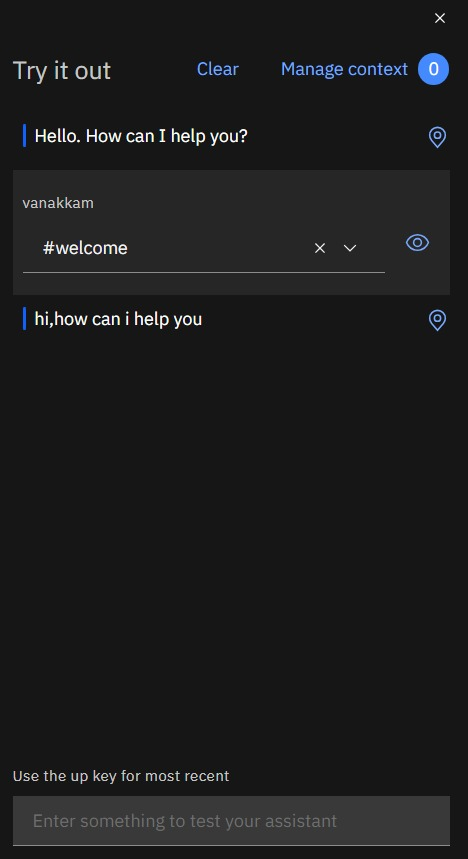 Try it out
Clear
Manage context 0
Hello. How can I help you?
vanakkam
#welcome
hi,how can i help you
Use the up key for most recent
Enter something to test your assistant